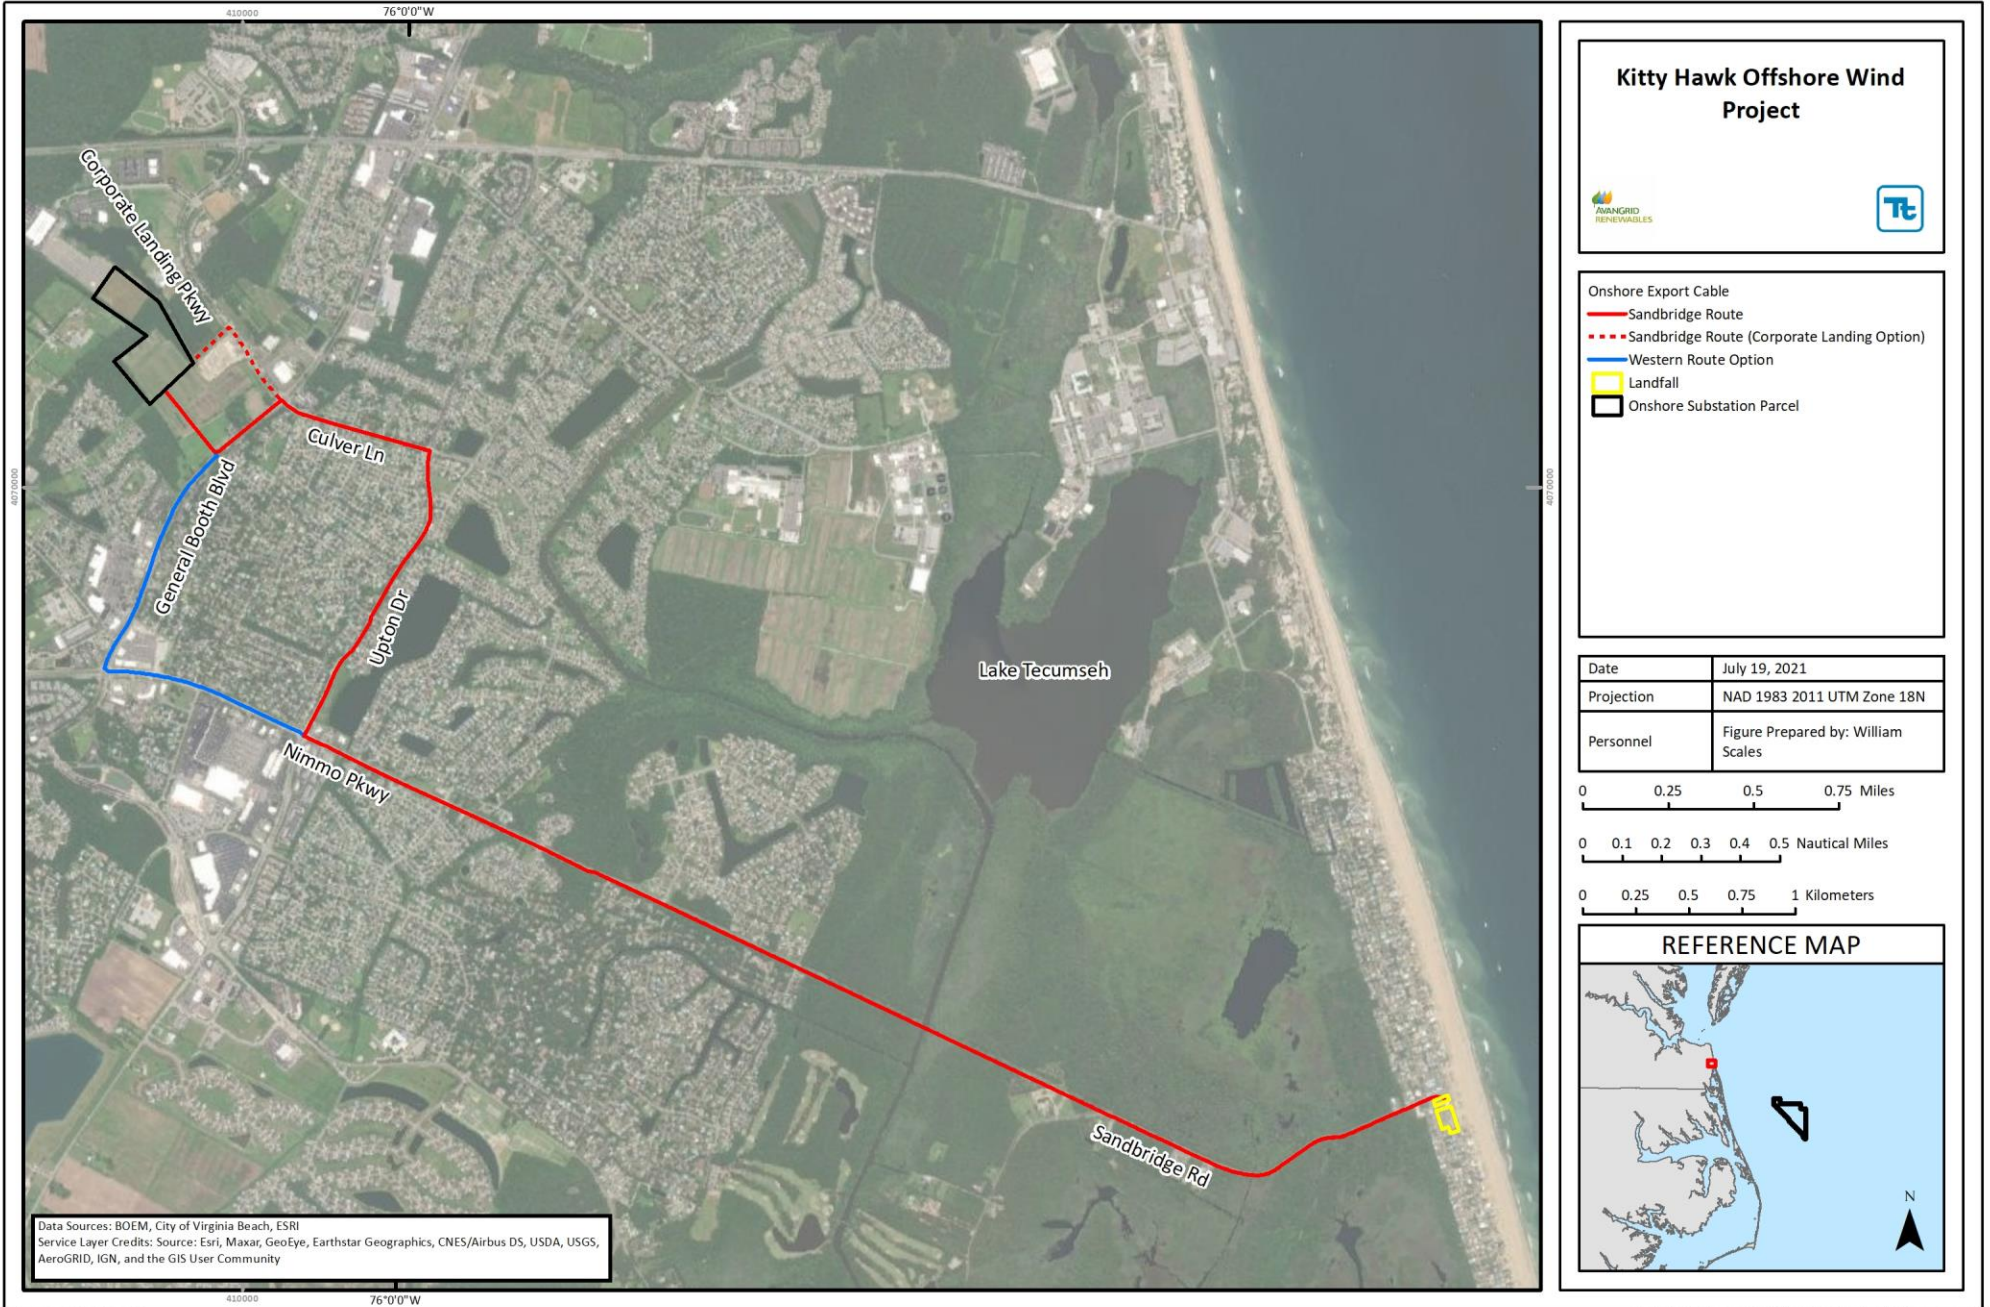 410000
76°0'0"W
Corporate Landing Pkwy
Culver Ln
General Booth Blvd
Upton Dr
Nimmo Pkwy
Lake Tecumseh
Sandbridge Rd
4070000
4070000
Data Sources: BOEM, City of Virginia Beach, ESRI
Service Layer Credits: Source: Esri, Maxar, GeoEye, Earthstar Geographics, CNES/Airbus DS, USDA, USGS,
AeroGRID, IGN, and the GIS User Community
410000
76°0'0"W
Kitty Hawk Offshore Wind
Project
AVANGRID
RENEWABLES
Tt
Onshore Export Cable
Sandbridge Route
Sandbridge Route (Corporate Landing Option)
Western Route Option
Landfall
Onshore Substation Parcel
Date July 19, 2021
Projection NAD 1983 2011 UTM Zone 18N
Personnel Figure Prepared by: William
Scales
0 0.25 0.5 0.75 Miles
0 0.1 0.2 0.3 0.4 0.5 Nautical Miles
0 0.25 0.5 0.75 1 Kilometers
REFERENCE MAP
N